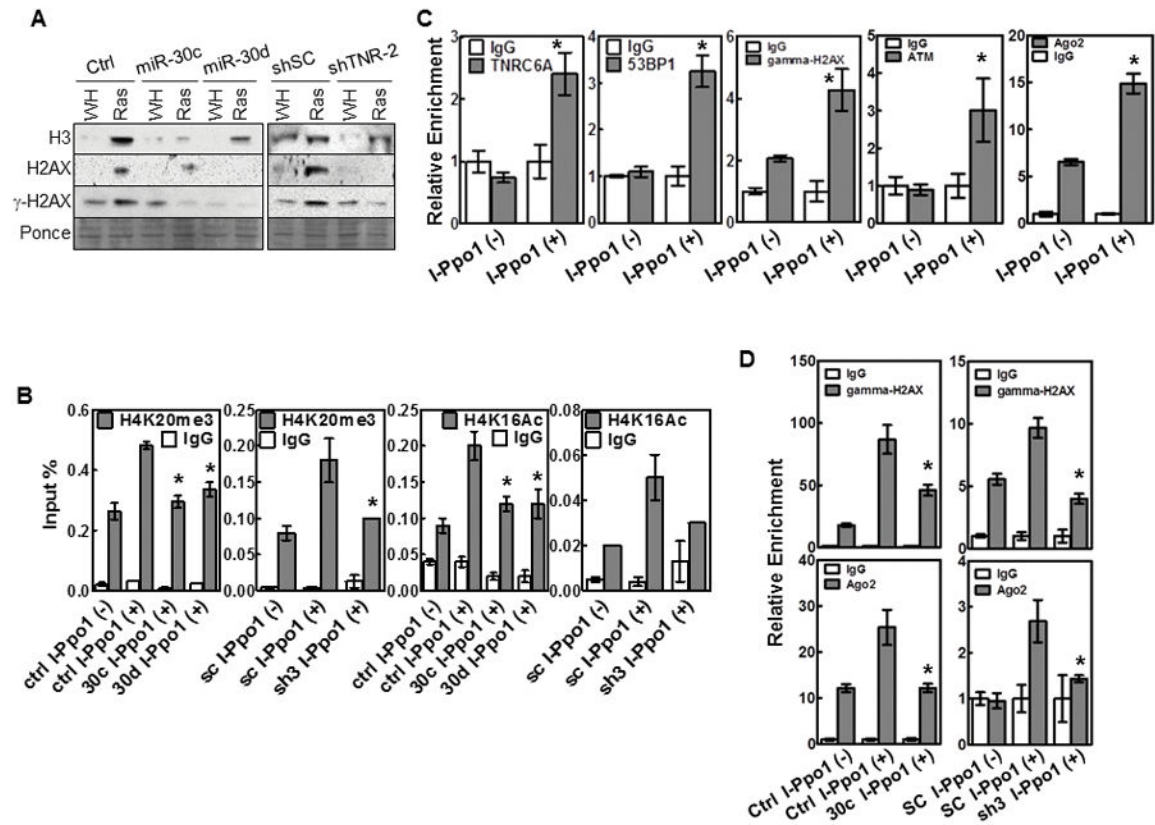 A
Ctrl miR-30c miR-30d shSC shTNR-2
WH Ras WH Ras WH Ras WH Ras WH Ras
H3
H2AX
γ-H2AX
Ponce
C
Relative Enrichment
3
2
1
0
IgG
TNRC6A
*
I-Ppo1 (-)
I-Ppo1 (+)
4
3
2
1
0
IgG
53BP1
*
I-Ppo1 (-)
I-Ppo1 (+)
6
4
2
0
IgG
gamma-H2AX
*
I-Ppo1 (-)
I-Ppo1 (+)
5
4
3
2
1
0
IgG
ATM
*
I-Ppo1 (-)
I-Ppo1 (+)
20
15
10
5
0
Ago2
IgG
*
I-Ppo1 (-)
I-Ppo1 (+)
B
Input %
0.6
0.4
0.2
0.0
H4K20me3
IgG
* *
ctrl I-Ppo1 (-)
ctrl I-Ppo1 (+)
30c I-Ppo1 (+)
30d I-Ppo1 (+)
0.25
0.20
0.15
0.10
0.05
0.00
H4K20me3
IgG
*
sc I-Ppo1 (-)
sc I-Ppo1 (+)
sh3 I-Ppo1 (+)
0.25
0.20
0.15
0.10
0.05
0.00
H4K16Ac
IgG
* *
ctrl I-Ppo1 (-)
ctrl I-Ppo1 (+)
30c I-Ppo1 (+)
30d I-Ppo1 (+)
0.08
0.06
0.04
0.02
0.00
H4K16Ac
IgG
sc I-Ppo1 (-)
sc I-Ppo1 (+)
sh3 I-Ppo1 (+)
D
Relative Enrichment
150
100
50
0
IgG
gamma-H2AX
*
15
10
5
0
IgG
gamma-H2AX
*
40
30
20
10
0
IgG
Ago2
*
Ctrl I-Ppo1 (-)
Ctrl I-Ppo1 (+)
30c I-Ppo1 (+)
4
3
2
1
0
IgG
Ago2
*
SC I-Ppo1 (-)
SC I-Ppo1 (+)
sh3 I-Ppo1 (+)